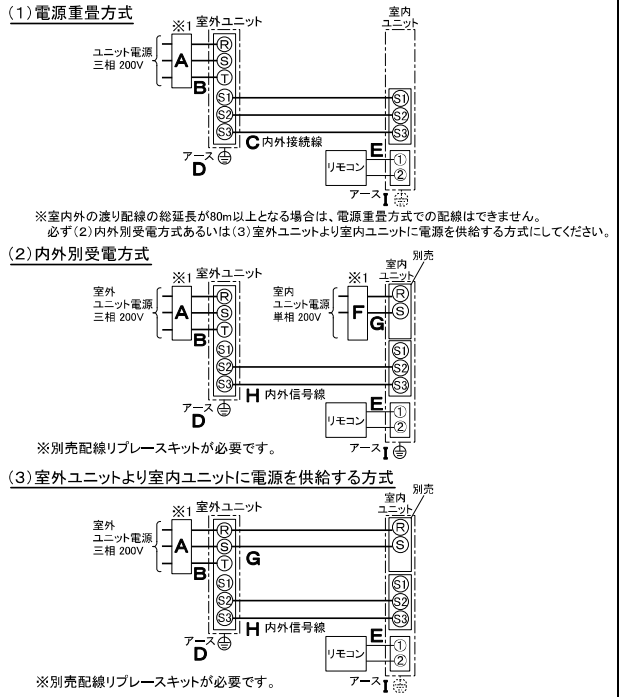 (1)電源重畳方式
※1 室外ユニット
室内
ユニット
ユニット電源
三相 200V
A
B
R
S
T
S1
S2
S3
S1
S2
S3
C 内外接続線
アース
D
E
リモコン
①
②
アース I
※室内外の渡り配線の総延長が80m以上となる場合は、電源重畳方式での配線はできません。
必ず(2)内外別受電方式あるいは(3)室外ユニットより室内ユニットに電源を供給する方式にしてください。
(2)内外別受電方式
※1 室外ユニット
※1
室内
ユニット
別売
室外
ユニット電源
三相 200V
A
B
R
S
T
S1
S2
S3
室内
ユニット電源
単相 200V
F
G
R
S
S1
S2
S3
H 内外信号線
アース
D
E
リモコン
①
②
アース I
※別売配線リプレースキットが必要です。
(3)室外ユニットより室内ユニットに電源を供給する方式
※1 室外ユニット
室内
ユニット
別売
室外
ユニット電源
三相 200V
A
B
R
S
T
S1
S2
S3
G
R
S
S1
S2
S3
H 内外信号線
アース
D
E
リモコン
①
②
アース I
※別売配線リプレースキットが必要です。